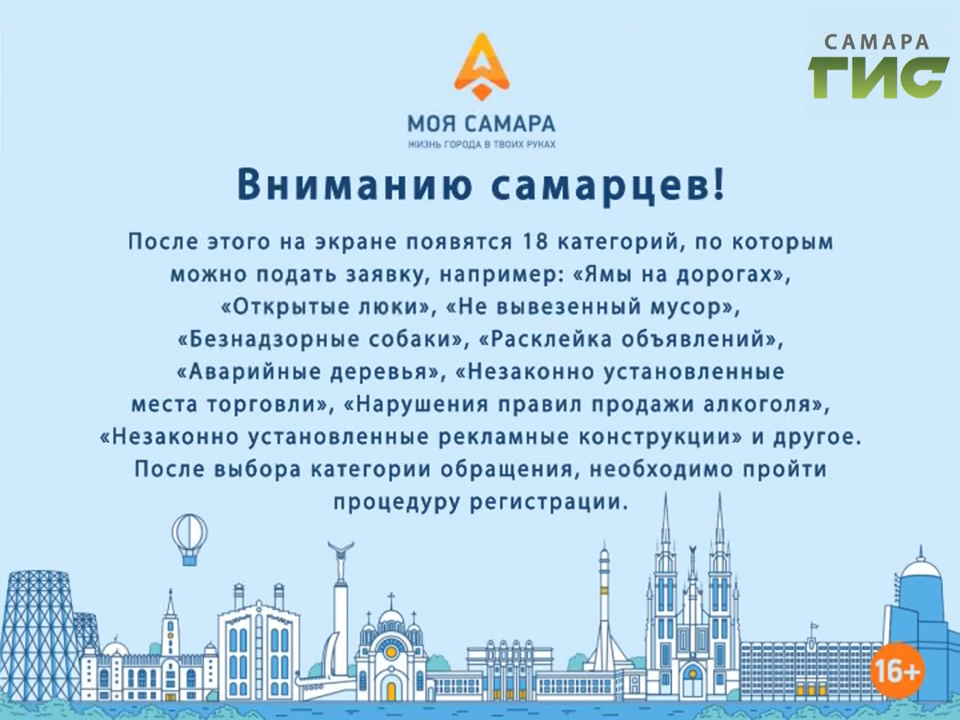 САМАРА
ГИС
МОЯ САМАРА
ЖИЗНЬ ГОРОДА В ТВОИХ РУКАХ
Вниманию самарцев!
После этого на экране появятся 18 категорий, по которым
можно подать заявку, например: «Ямы на дорогах»,
«Открытые люки», «Не вывезенный мусор»,
«Безнадзорные собаки», «Расклейка объявлений»,
«Аварийные деревья», «Незаконно установленные
места торговли», «Нарушения правил продажи алкоголя»,
«Незаконно установленные рекламные конструкции» и другое.
После выбора категории обращения, необходимо пройти
процедуру регистрации.
16+